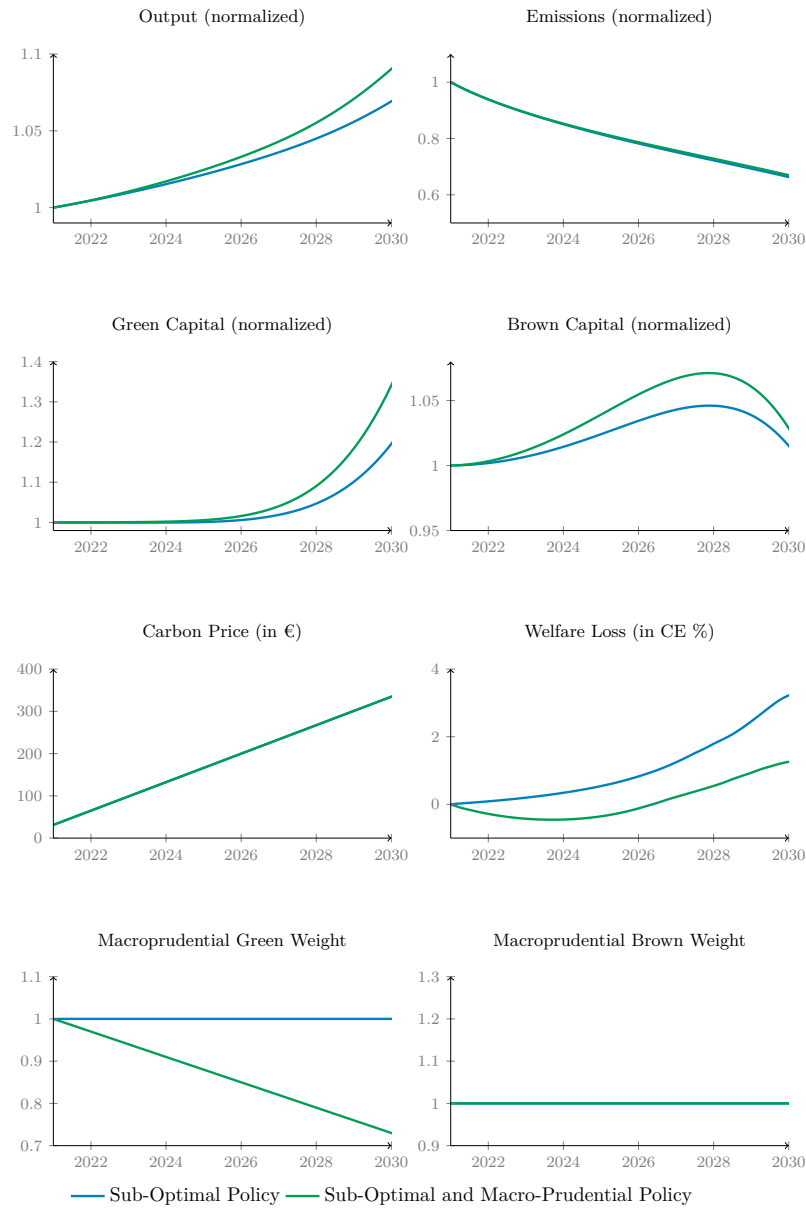 Output (normalized)
Emissions (normalized)
1.1
1.05
1
2022 2024 2026 2028 2030
1
0.8
0.6
2022 2024 2026 2028 2030
Green Capital (normalized)
Brown Capital (normalized)
1.4
1.3
1.2
1.1
1
2022 2024 2026 2028 2030
1.05
1
0.95
2022 2024 2026 2028 2030
Carbon Price (in €)
Welfare Loss (in CE %)
400
300
200
100
0
2022 2024 2026 2028 2030
4
2
0
2022 2024 2026 2028 2030
Macroprudential Green Weight
Macroprudential Brown Weight
1.1
1
0.9
0.8
0.7
2022 2024 2026 2028 2030
1.3
1.2
1.1
1
0.9
2022 2024 2026 2028 2030
Sub-Optimal Policy Sub-Optimal and Macro-Prudential Policy